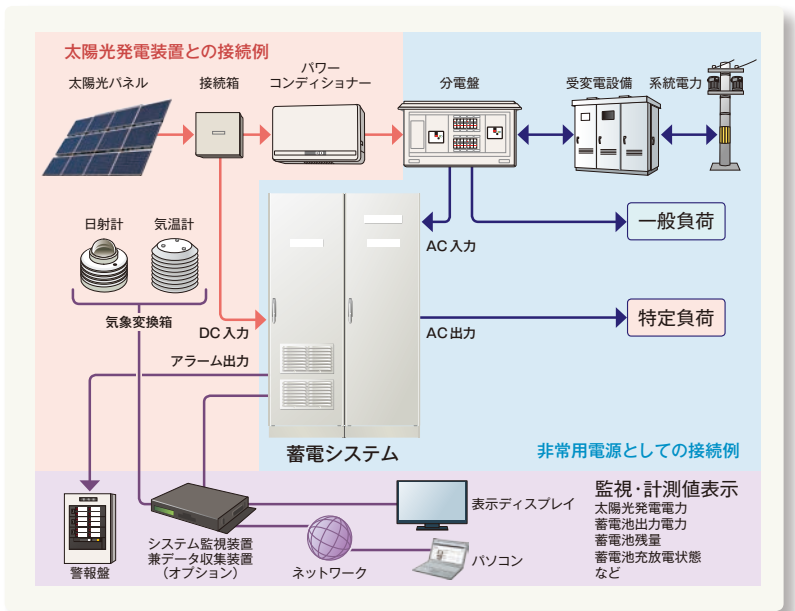 太陽光発電装置との接続例
太陽光パネル
接続箱
パワー
コンディショナー
分電盤
受変電設備
系統電力
日射計
気温計
気象変換箱
DC入力
アラーム出力
AC入力
一般負荷
AC出力
特定負荷
蓄電システム
非常用電源としての接続例
警報盤
システム監視装置
兼データ収集装置
(オプション)
ネットワーク
表示ディスプレイ
パソコン
監視・計測値表示
太陽光発電電力
蓄電池出力電力
蓄電池残量
蓄電池充放電状態
など